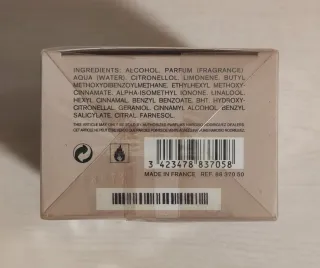 INGREDIENTS: ALCOHOL, PARFUM (FRAGRANCE)
AQUA (WATER), CITRONELLOL, LIMONENE, BUTYL
METHOXYDIBENZOYLMETHANE, ETHYLHEXYL METHOXY-
CINNAMATE, ALPHA-ISOMETHYL IONONE, LINALOOL,
HEXYL CINNAMAL, BENZYL BENZOATE, BHT, HYDROXY-
CITRONELLAL, GERANIOL, CINNAMYL ALCOHOL, BENZYL
SALICYLATE, CITRAL, FARNESOL.
3 423478 837058
MADE IN FRANCE REF.